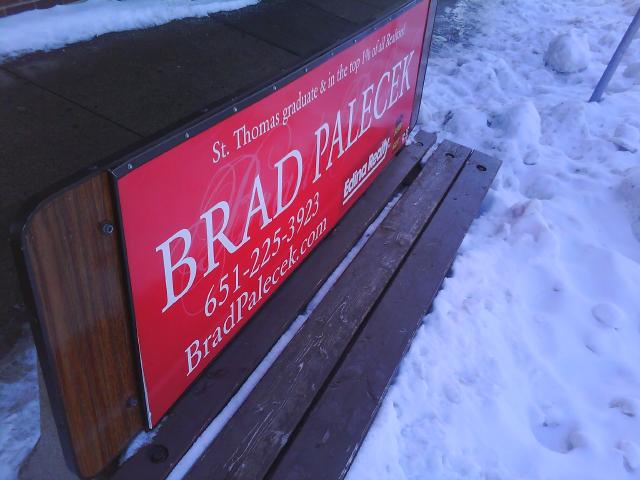 St. Thomas graduate & in the top 1% of all Realtors!
BRAD PALECEK
651-225-3923
BradPalecek.com
Edina Realty.